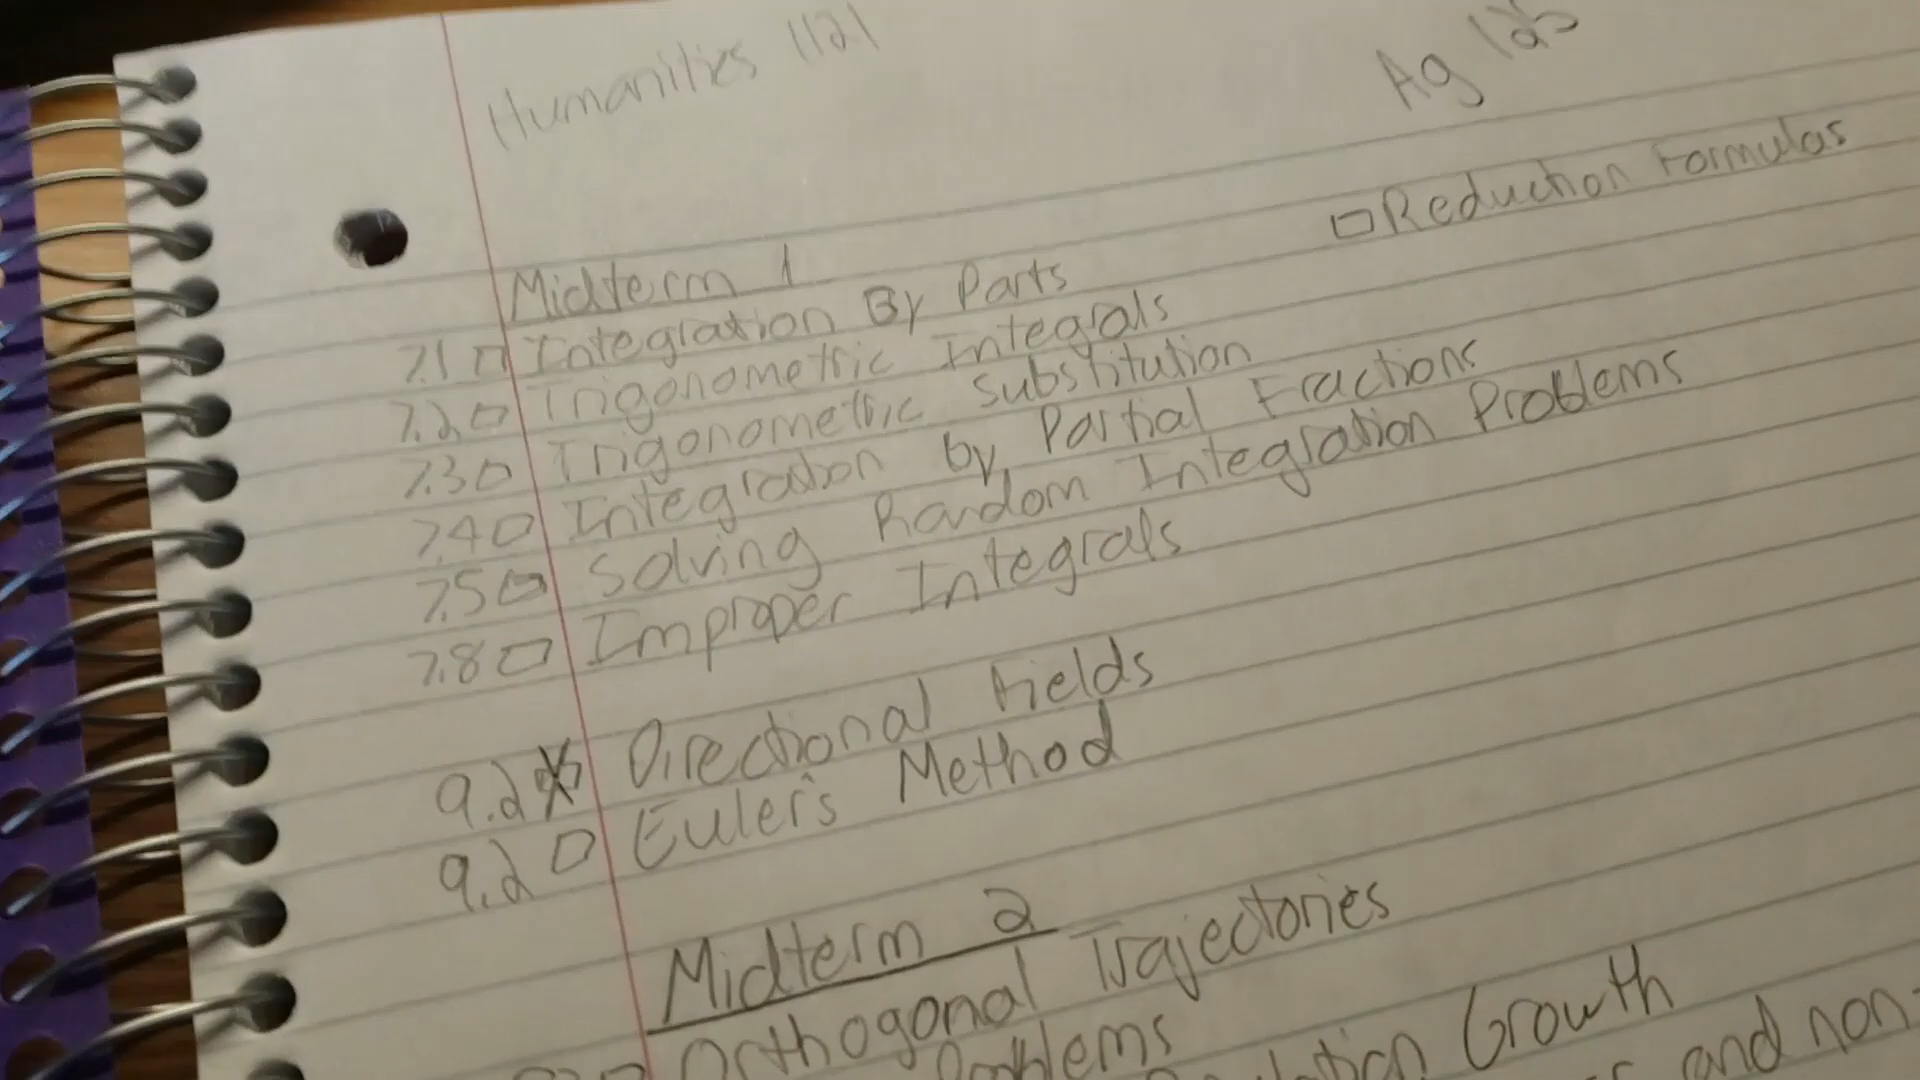 Humanities 1121
Ag 125
Reduction Formulas
Midterm 1
7.1 Integration By Parts
7.2 Trigonometric Integrals
7.3 Trigonometric Substitution
7.4 Integration by Partial Fractions
7.5 Solving Random Integration Problems
7.8 Improper Integrals
9.2 Directional Fields
9.2 Euler's Method
Midterm 2
Orthogonal Trajectories
Problems
Growth
and non-